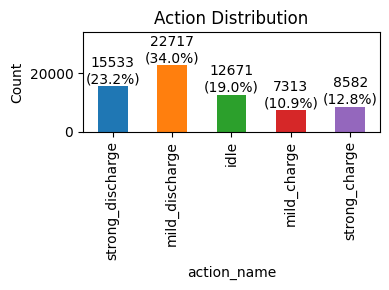 Action Distribution
Count
20000
0
15533
(23.2%)
22717
(34.0%)
12671
(19.0%)
7313
(10.9%)
8582
(12.8%)
strong_discharge
mild_discharge
idle
mild_charge
strong_charge
action_name